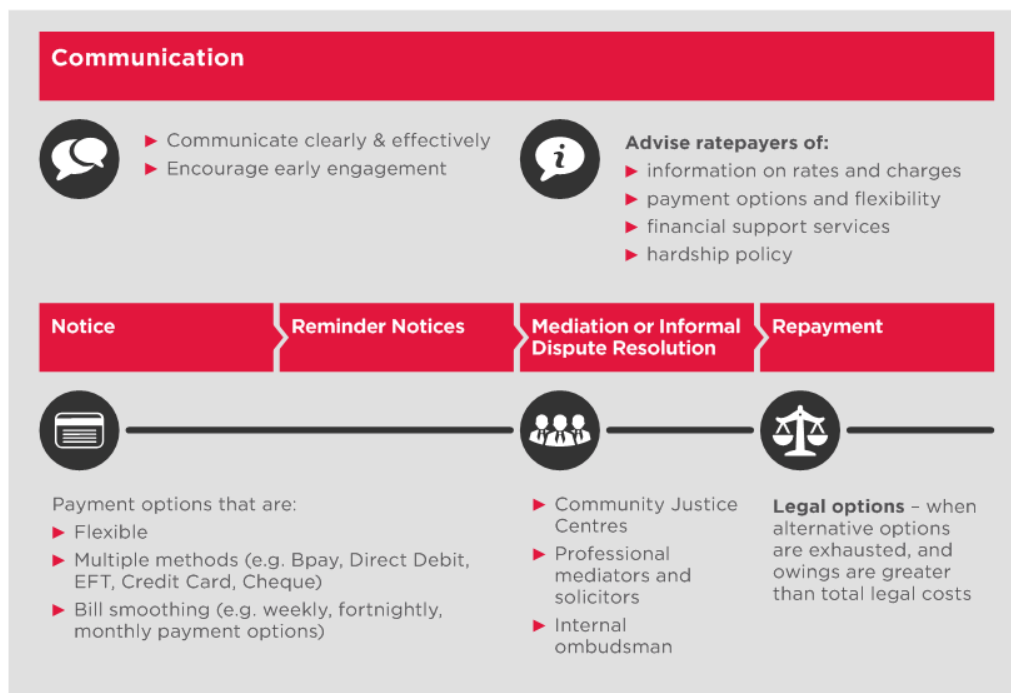 Communication
► Communicate clearly & effectively
► Encourage early engagement
i
Advise ratepayers of:
► information on rates and charges
► payment options and flexibility
► financial support services
► hardship policy
Notice
Reminder Notices
Mediation or Informal
Dispute Resolution
Repayment
Payment options that are:
► Flexible
► Multiple methods (e.g. Bpay, Direct Debit,
EFT, Credit Card, Cheque)
► Bill smoothing (e.g. weekly, fortnightly,
monthly payment options)
► Community Justice
Centres
► Professional
mediators and
solicitors
► Internal
ombudsman
Legal options – when
alternative options
are exhausted, and
owings are greater
than total legal costs